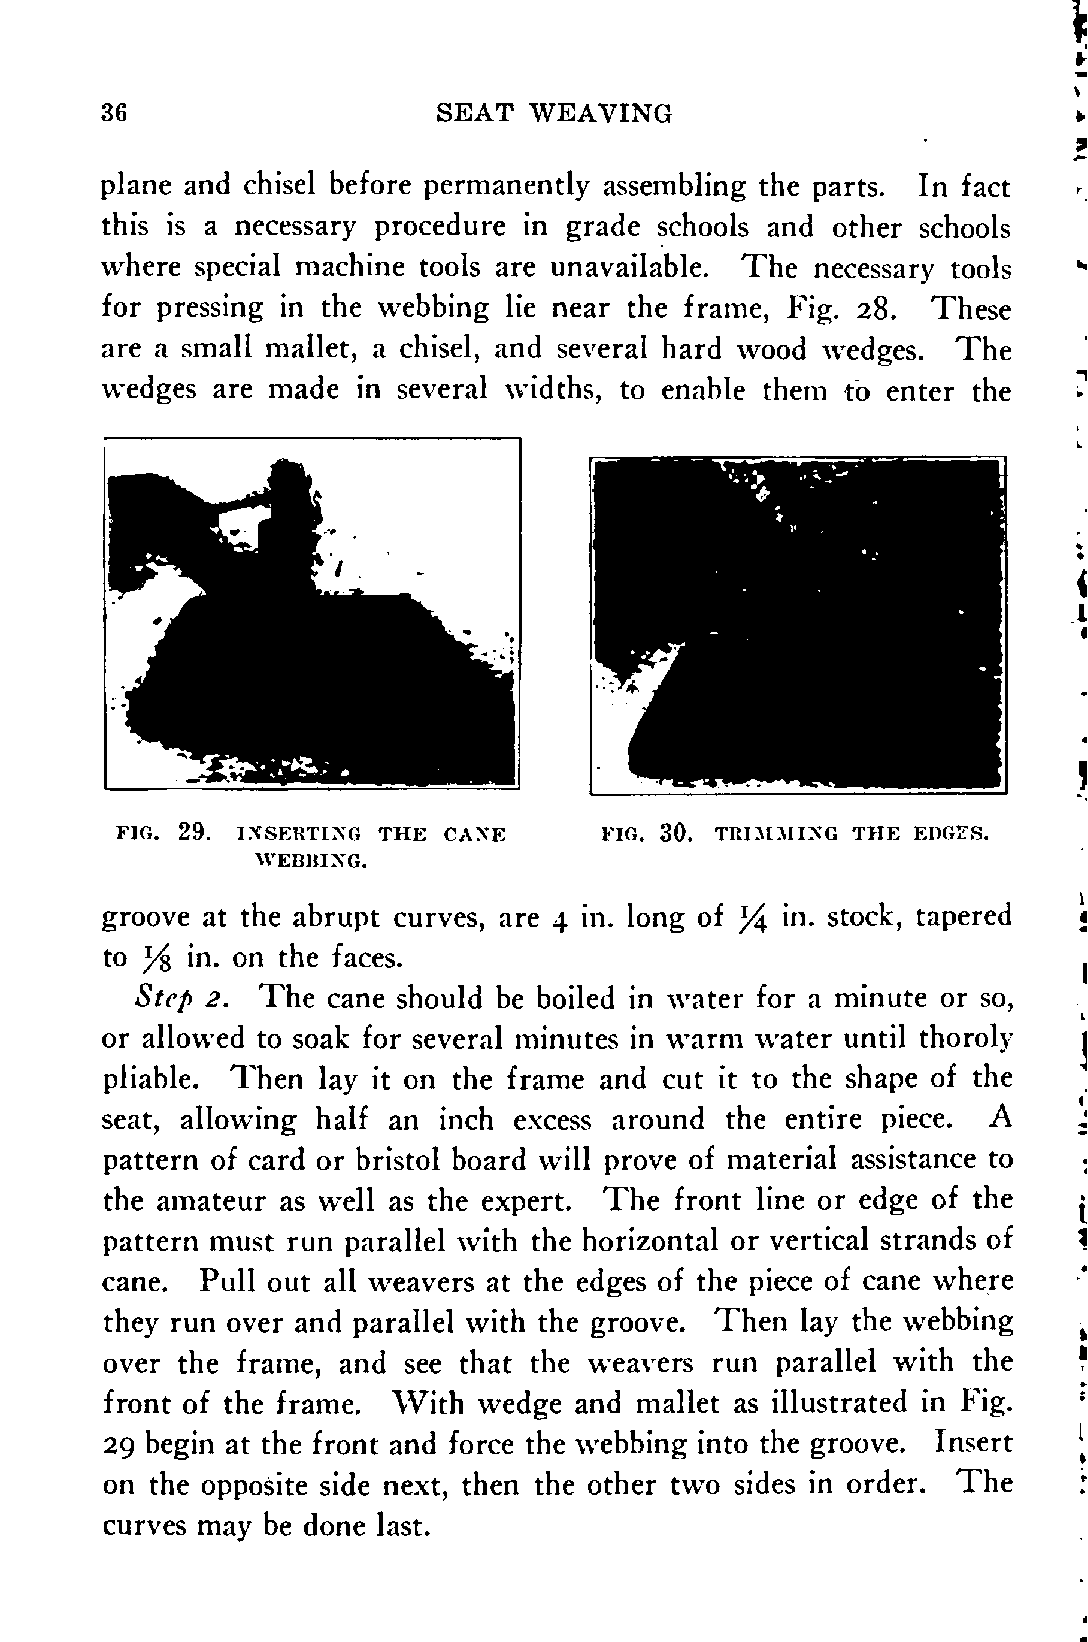 36 SEAT WEAVING
plane and chisel before permanently assembling the parts. In fact
this is a necessary procedure in grade schools and other schools
where special machine tools are unavailable. The necessary tools
for pressing in the webbing lie near the frame, Fig. 28. These
are a small mallet, a chisel, and several hard wood wedges. The
wedges are made in several widths, to enable them to enter the
FIG. 29. INSERTING THE CANE
WEBBING.
FIG. 30. TRIMMING THE EDGES.
groove at the abrupt curves, are 4 in. long of ¼ in. stock, tapered
to ⅛ in. on the faces.
Step 2. The cane should be boiled in water for a minute or so,
or allowed to soak for several minutes in warm water until thoroly
pliable. Then lay it on the frame and cut it to the shape of the
seat, allowing half an inch excess around the entire piece. A
pattern of card or bristol board will prove of material assistance to
the amateur as well as the expert. The front line or edge of the
pattern must run parallel with the horizontal or vertical strands of
cane. Pull out all weavers at the edges of the piece of cane where
they run over and parallel with the groove. Then lay the webbing
over the frame, and see that the weavers run parallel with the
front of the frame. With wedge and mallet as illustrated in Fig.
29 begin at the front and force the webbing into the groove. Insert
on the opposite side next, then the other two sides in order. The
curves may be done last.